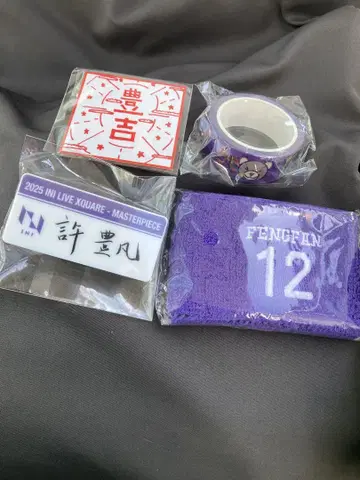 豊吉
2025 INI LIVE XQUARE - MASTERPIECE
INI
許豊凡
FENGFAN
12